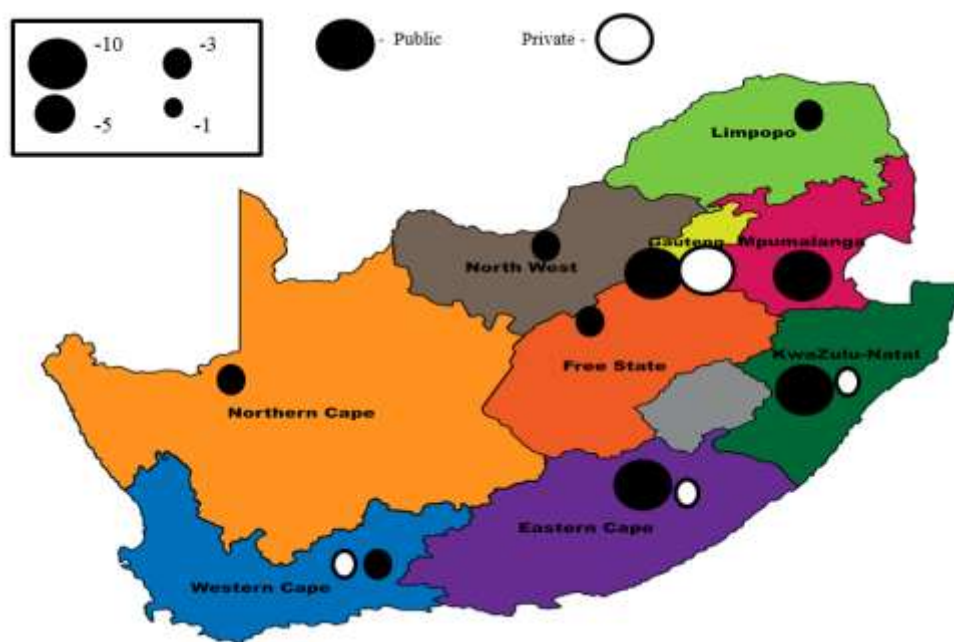 -10
-3
-5
-1
- Public
Private -
Limpopo
Gauteng
Mpumalanga
North West
KwaZulu-Natal
Free State
Northern Cape
Eastern Cape
Western Cape